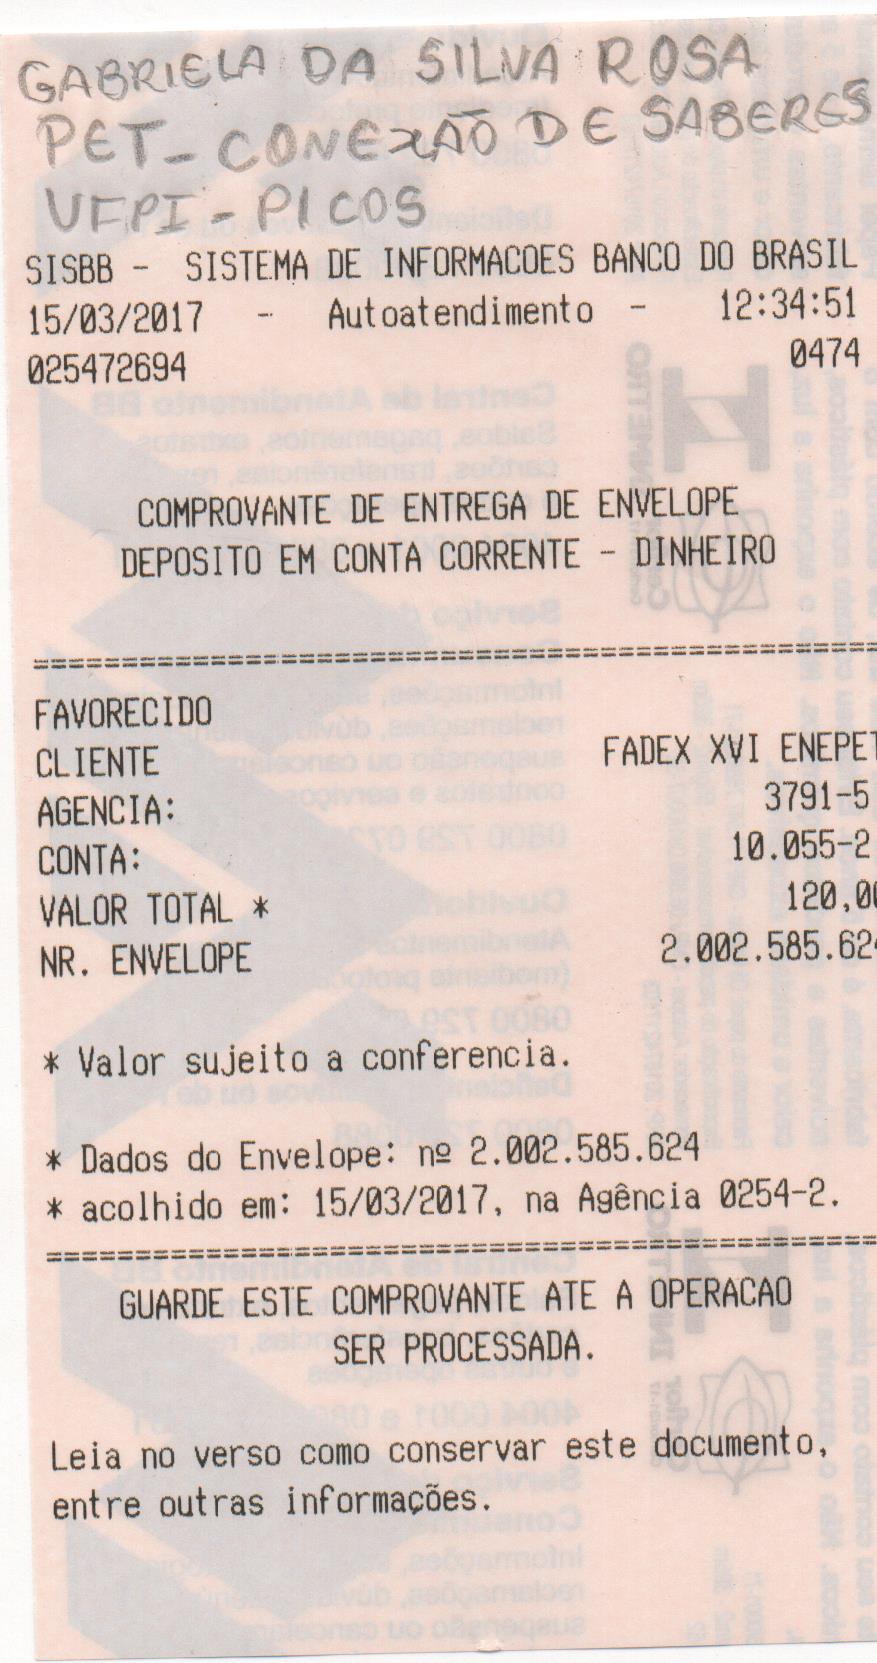 GABRIELA DA SILVA ROSA
PET - CONEXÃO DE SABERES
UFPI - PICOS
SISBB - SISTEMA DE INFORMACOES BANCO DO BRASIL
15/03/2017 - Autoatendimento - 12:34:51
025472694 0474
COMPROVANTE DE ENTREGA DE ENVELOPE
DEPOSITO EM CONTA CORRENTE - DINHEIRO
================================================
FAVORECIDO
CLIENTE FADEX XVI ENEPET
AGENCIA: 3791-5
CONTA: 10.055-2
VALOR TOTAL * 120,00
NR. ENVELOPE 2.002.585.624
* Valor sujeito a conferencia.
* Dados do Envelope: nº 2.002.585.624
* acolhido em: 15/03/2017, na Agência 0254-2.
================================================
GUARDE ESTE COMPROVANTE ATE A OPERACAO
SER PROCESSADA.
Leia no verso como conservar este documento,
entre outras informações.